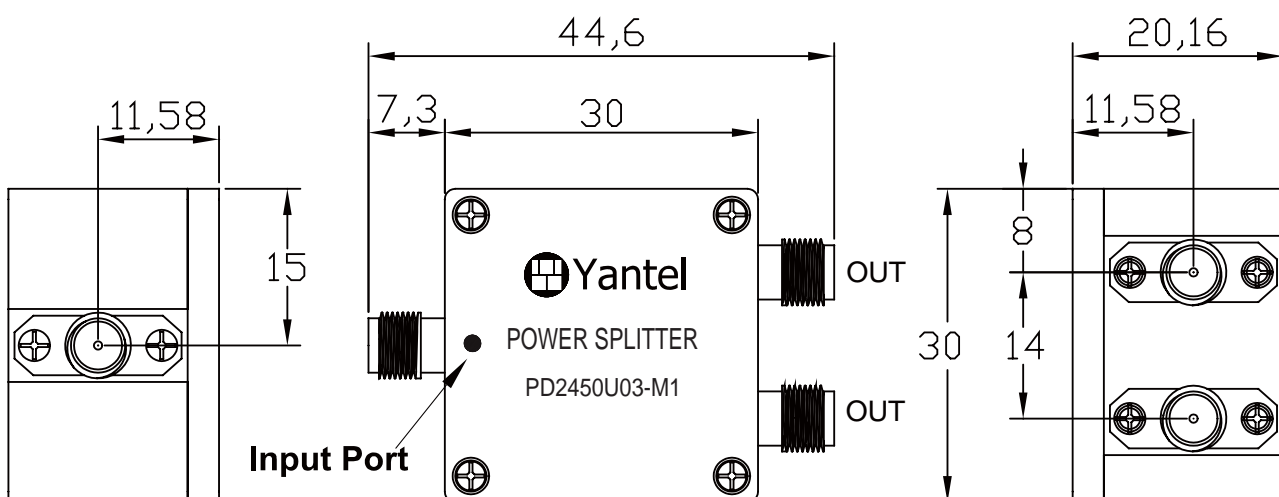 44,6
20,16
11,58
7,3
30
11,58
15
8
Yantel
OUT
POWER SPLITTER
30
14
PD2450U03-M1
OUT
Input Port